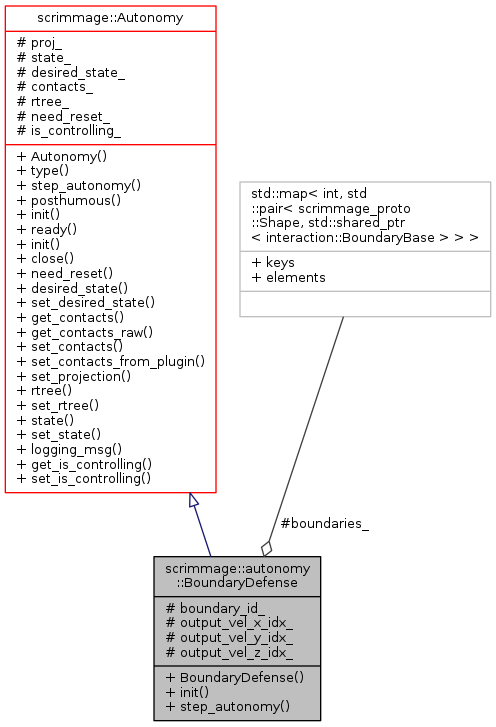 scrimmage::Autonomy
# proj_
# state_
# desired_state_
# contacts_
# rtree_
# need_reset_
# is_controlling_
+ Autonomy()
+ type()
+ step_autonomy()
+ posthumous()
+ init()
+ ready()
+ init()
+ close()
+ need_reset()
+ desired_state()
+ set_desired_state()
+ get_contacts()
+ get_contacts_raw()
+ set_contacts()
+ set_contacts_from_plugin()
+ set_projection()
+ rtree()
+ set_rtree()
+ state()
+ set_state()
+ logging_msg()
+ get_is_controlling()
+ set_is_controlling()
std::map< int, std
::pair< scrimmage_proto
::Shape, std::shared_ptr
< interaction::BoundaryBase > > >
+ keys
+ elements
#boundaries_
scrimmage::autonomy
::BoundaryDefense
# boundary_id_
# output_vel_x_idx_
# output_vel_y_idx_
# output_vel_z_idx_
+ BoundaryDefense()
+ init()
+ step_autonomy()